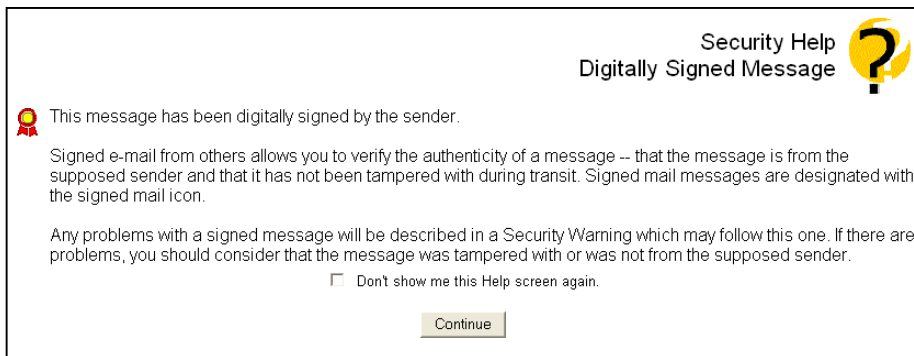 Security Help
Digitally Signed Message
This message has been digitally signed by the sender.
Signed e-mail from others allows you to verify the authenticity of a message -- that the message is from the
supposed sender and that it has not been tampered with during transit. Signed mail messages are designated with
the signed mail icon.
Any problems with a signed message will be described in a Security Warning which may follow this one. If there are
problems, you should consider that the message was tampered with or was not from the supposed sender.
Don't show me this Help screen again.
Continue